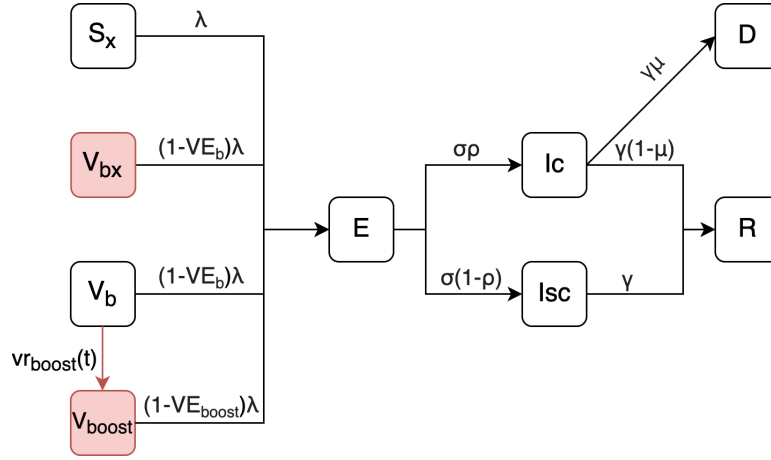 S_x
λ
D
γμ
V_bx
(1-VE_b)λ
σρ
Ic
γ(1-μ)
E
R
V_b
(1-VE_b)λ
σ(1-ρ)
Isc
γ
vr_boost(t)
V_boost
(1-VE_boost)λ